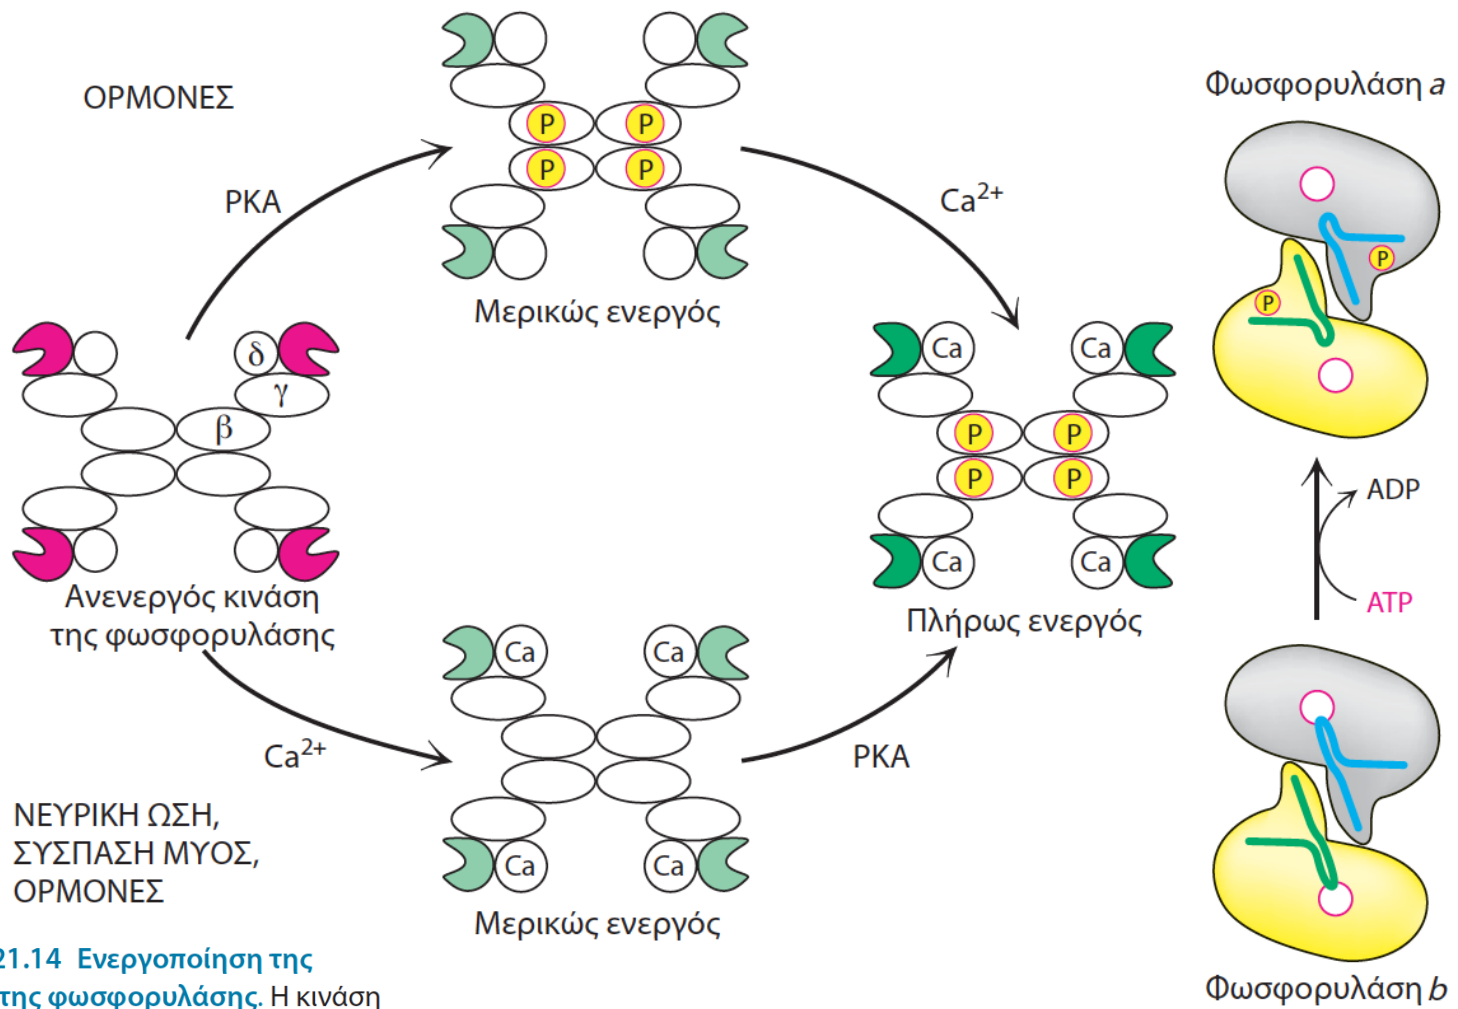 ΟΡΜΟΝΕΣ
PKA
P P
P P
Μερικώς ενεργός
Ca2+
Φωσφορυλάση a
P
P
δ
γ
β
Ανενεργός κινάση
της φωσφορυλάσης
Ca Ca
P P
P P
Ca Ca
Πλήρως ενεργός
ADP
ATP
Ca2+
Ca Ca
Ca Ca
Μερικώς ενεργός
PKA
ΝΕΥΡΙΚΗ ΩΣΗ,
ΣΥΣΠΑΣΗ ΜΥΟΣ,
ΟΡΜΟΝΕΣ
Φωσφορυλάση b
21.14 Ενεργοποίηση της
της φωσφορυλάσης. Η κινάση